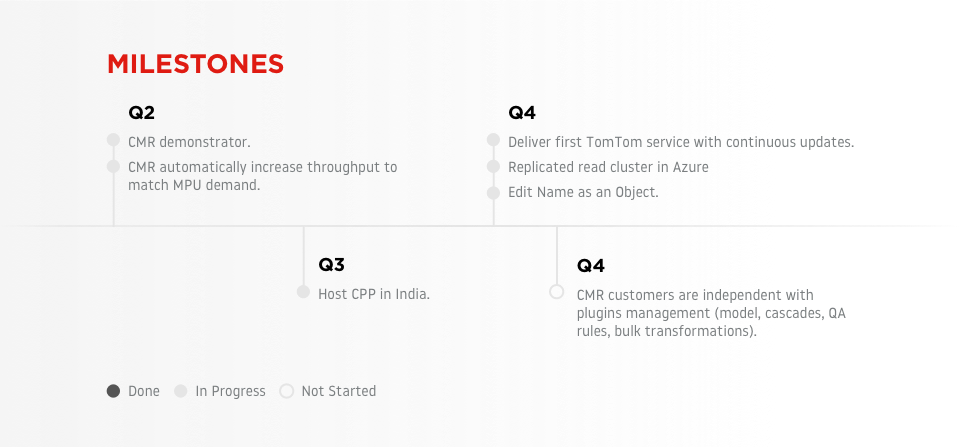 MILESTONES
Q2
CMR demonstrator.
CMR automatically increase throughput to
match MPU demand.
Q4
Deliver first TomTom service with continuous updates.
Replicated read cluster in Azure
Edit Name as an Object.
Q3
Host CPP in India.
Q4
CMR customers are independent with
plugins management (model, cascades, QA
rules, bulk transformations).
Done
In Progress
Not Started